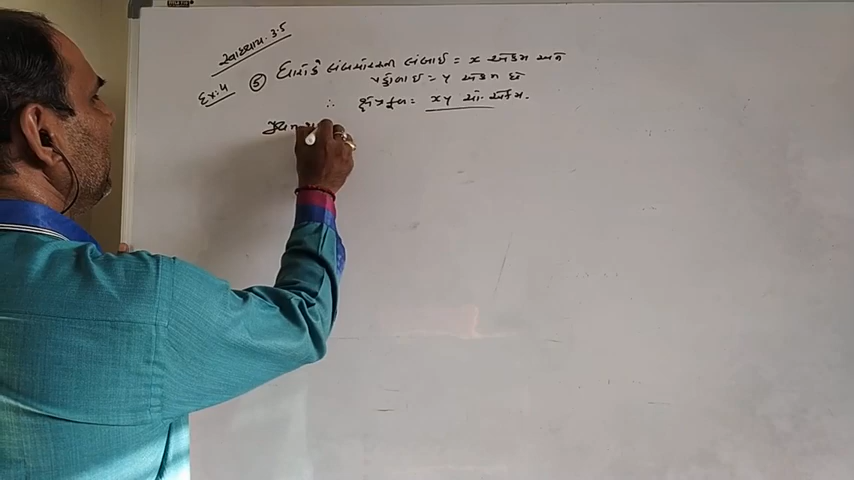 સ્વાધ્યાય. 3.5
Ex: 4
⑤ ધારોકે લંબચોરસની લંબાઈ = x એકમ અને
પહોળાઈ = y એકમ છે
∴ ક્ષેત્રફળ = xy ચો. એકમ.